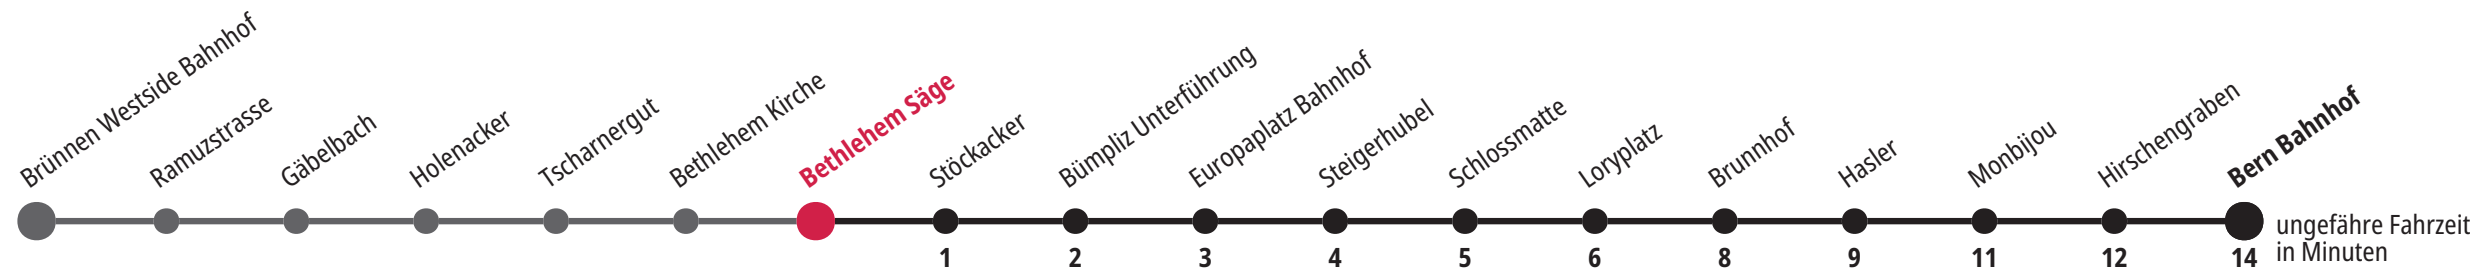 Brünnen Westside Bahnhof
Ramuzstrasse
Gäbelbach
Holenacker
Tscharnergut
Bethlehem Kirche
Bethlehem Säge
Stöckacker
Bümpliz Unterführung
Europaplatz Bahnhof
Steigerhubel
Schlossmatte
Loryplatz
Brunnhof
Hasler
Monbijou
Hirschengraben
Bern Bahnhof
1 2 3 4 5 6 8 9 11 12 14
ungefähre Fahrzeit
in Minuten